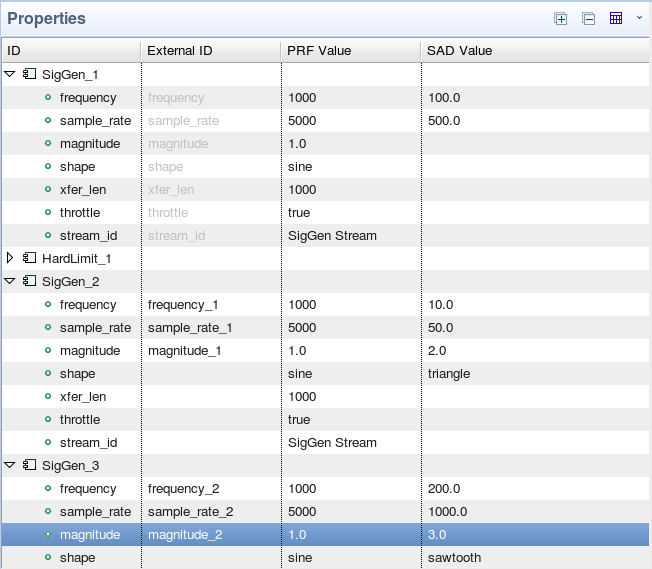 Properties
ID External ID PRF Value SAD Value
SigGen_1
frequency frequency 1000 100.0
sample_rate sample_rate 5000 500.0
magnitude magnitude 1.0
shape shape sine
xfer_len xfer_len 1000
throttle throttle true
stream_id stream_id SigGen Stream
HardLimit_1
SigGen_2
frequency frequency_1 1000 10.0
sample_rate sample_rate_1 5000 50.0
magnitude magnitude_1 1.0 2.0
shape sine triangle
xfer_len 1000
throttle true
stream_id SigGen Stream
SigGen_3
frequency frequency_2 1000 200.0
sample_rate sample_rate_2 5000 1000.0
magnitude magnitude_2 1.0 3.0
shape sine sawtooth